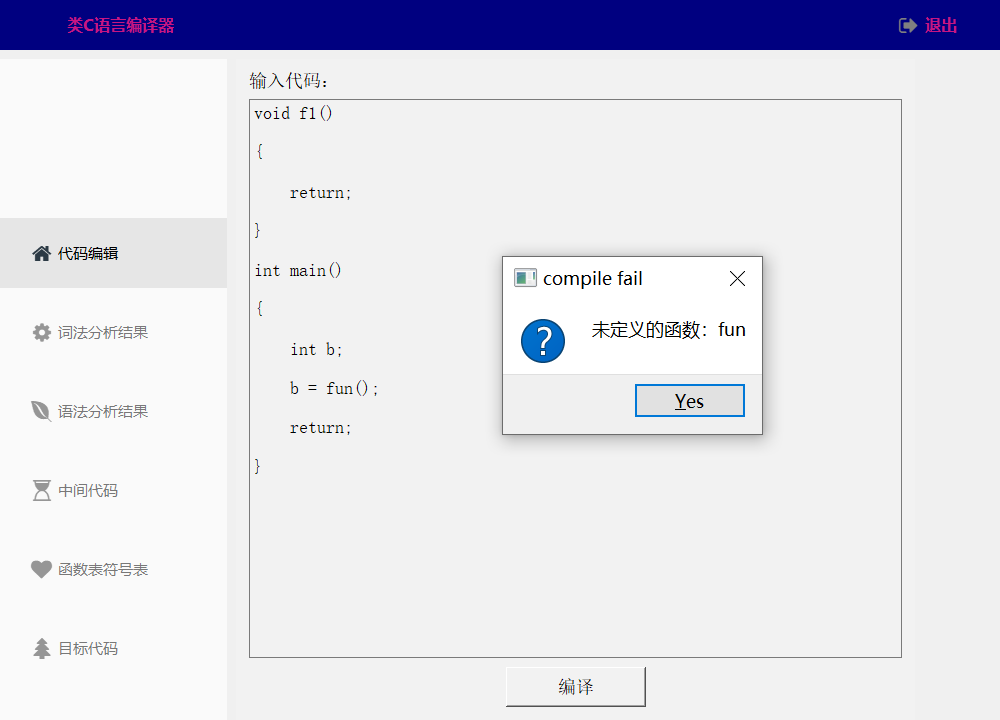 类C语言编译器
退出
代码编辑
词法分析结果
语法分析结果
中间代码
函数表符号表
目标代码
输入代码：
void f1()
{
return;
}
int main()
{
int b;
b = fun();
return;
}
compile fail
未定义的函数：fun
Yes
编译